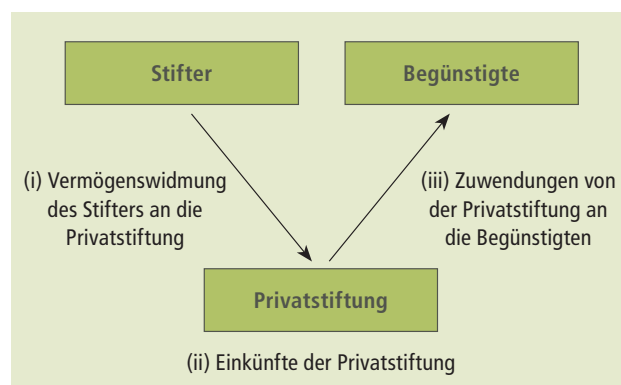 Stifter
Begünstigte
(i) Vermögenswidmung
des Stifters an die
Privatstiftung
(iii) Zuwendungen von
der Privatstiftung an
die Begünstigten
Privatstiftung
(ii) Einkünfte der Privatstiftung